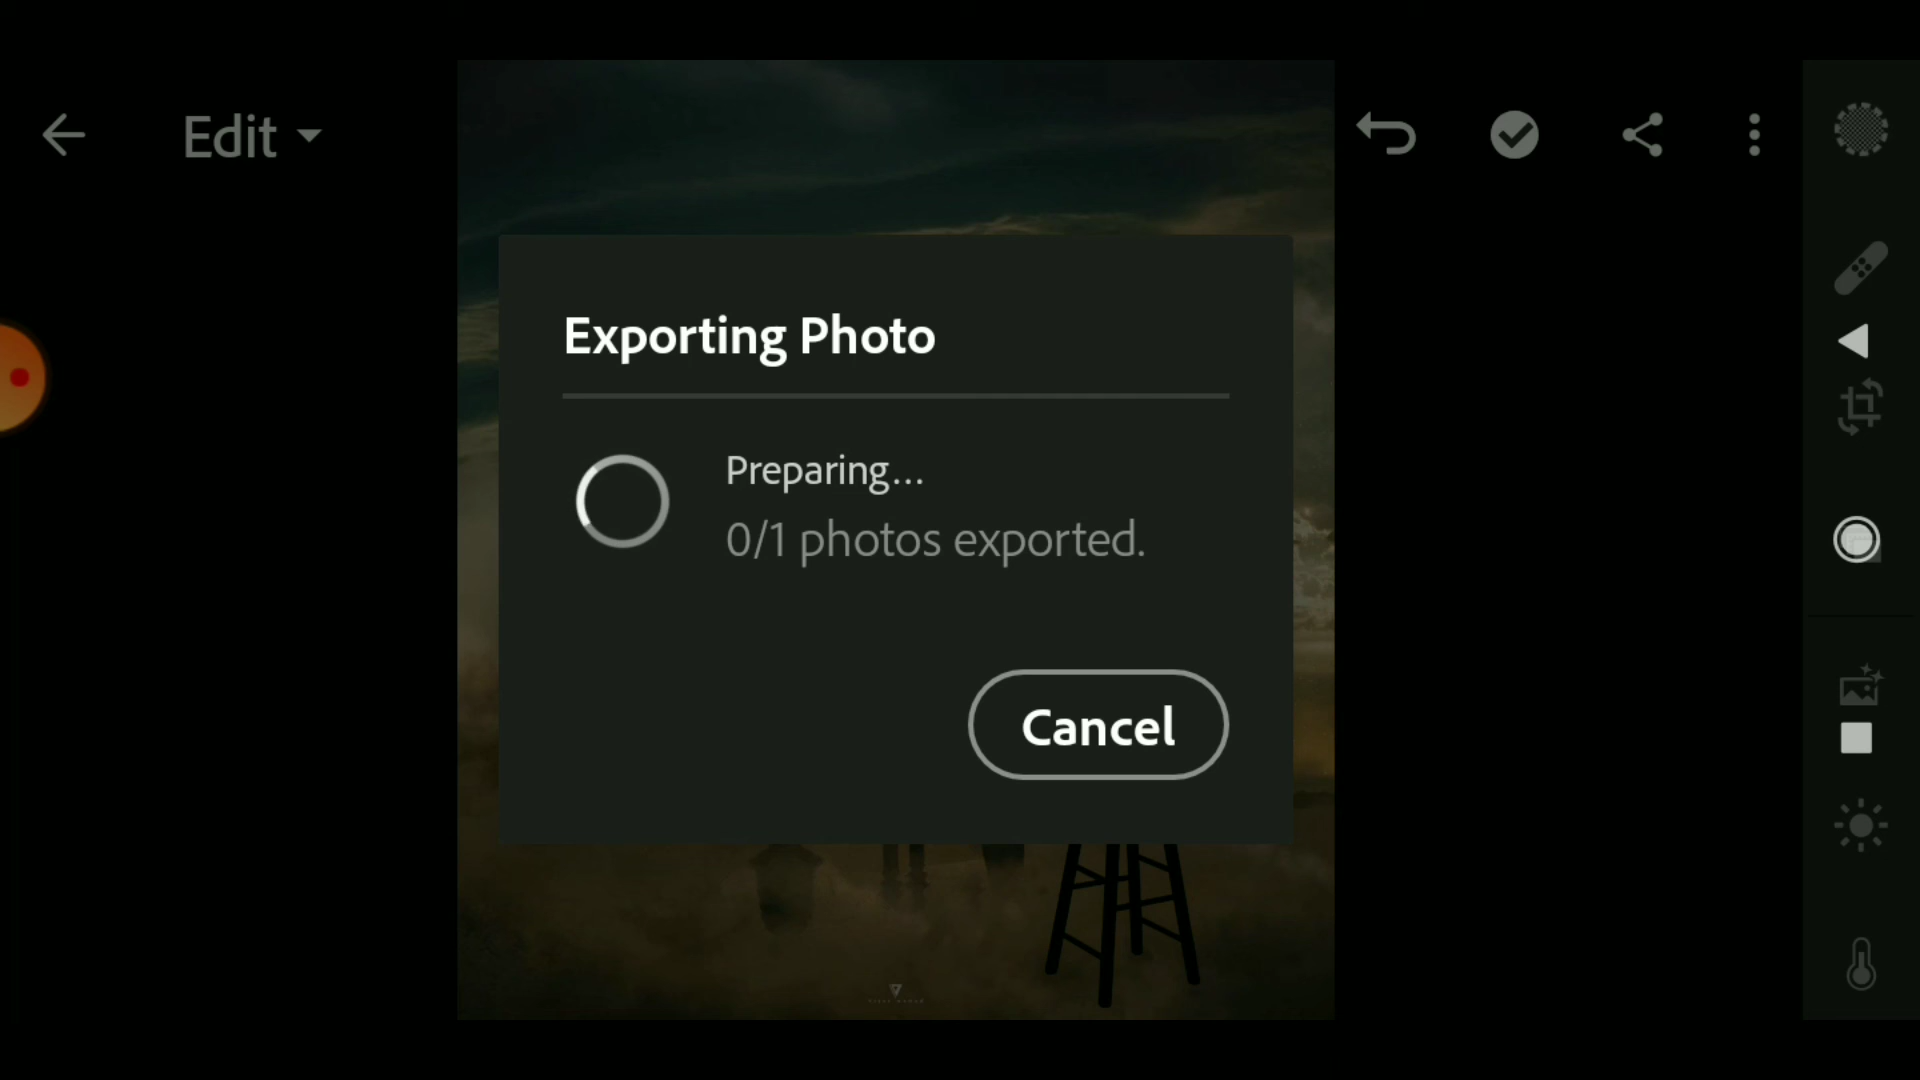 Edit
Exporting Photo
Preparing...
0/1 photos exported.
Cancel